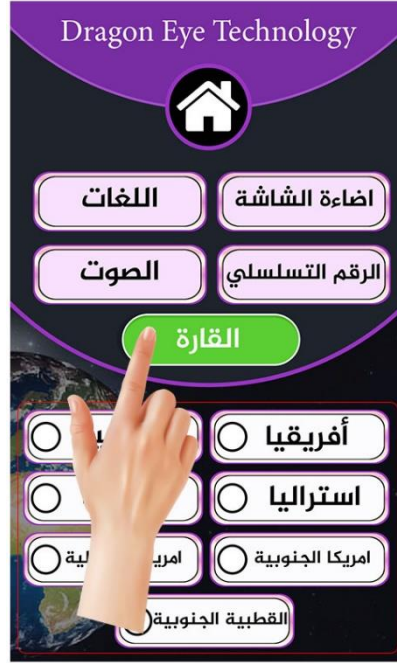 Dragon Eye Technology
اضاءة الشاشة
اللغات
الرقم التسلسلي
الصوت
القارة
أفريقيا
استراليا
امريكا الجنوبية
القطبية الجنوبية